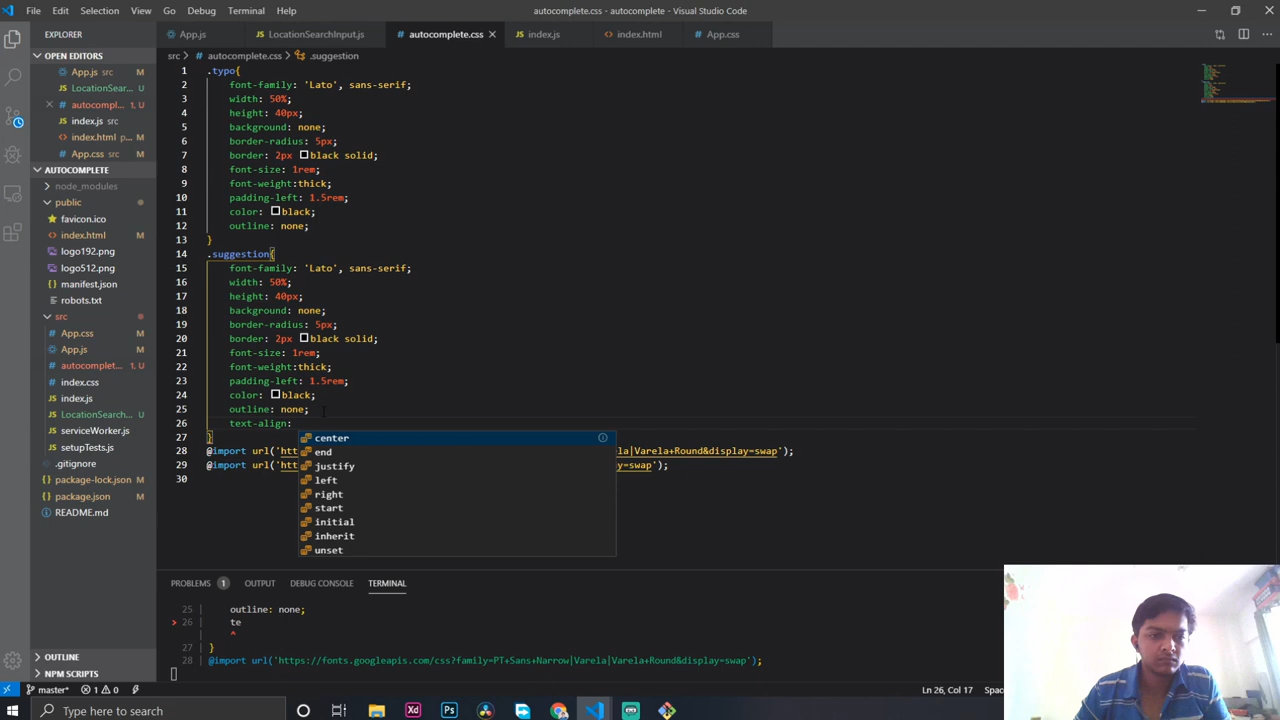 File Edit Selection View Go Debug Terminal Help autocomplete.css - autocomplete - Visual Studio Code
EXPLORER
App.js LocationSearchInput.js autocomplete.css index.js index.html App.css
OPEN EDITORS
App.js src M
LocationSear...
autocompl... 1, U
index.js src
index.html p... M
App.css src M
AUTOCOMPLETE
node_modules
public
favicon.ico
index.html M
logo192.png
logo512.png
manifest.json
robots.txt
src
App.css M
App.js M
autocomplet... 1, U
index.css M
index.js M
LocationSearch... U
serviceWorker.js M
setupTests.js M
.gitignore
package-lock.json M
package.json M
README.md
OUTLINE
NPM SCRIPTS
src autocomplete.css .suggestion
1 .typo{
2 font-family: 'Lato', sans-serif;
3 width: 50%;
4 height: 40px;
5 background: none;
6 border-radius: 5px;
7 border: 2px black solid;
8 font-size: 1rem;
9 font-weight:thick;
10 padding-left: 1.5rem;
11 color: black;
12 outline: none;
13 }
14 .suggestion{
15 font-family: 'Lato', sans-serif;
16 width: 50%;
17 height: 40px;
18 background: none;
19 border-radius: 5px;
20 border: 2px black solid;
21 font-size: 1rem;
22 font-weight:thick;
23 padding-left: 1.5rem;
24 color: black;
25 outline: none;
26 text-align:
27 }
28 @import url('htt la|Varela+Round&display=swap');
29 @import url('htt y=swap');
30
center
end
justify
left
right
start
initial
inherit
unset
PROBLEMS 1 OUTPUT DEBUG CONSOLE TERMINAL
25 | outline: none;
> 26 | te
| ^
27 | }
28 | @import url('https://fonts.googleapis.com/css?family=PT+Sans+Narrow|Varela|Varela+Round&display=swap');
master* 1 0 Ln 26, Col 17 Spac
Type here to search Xd Ps